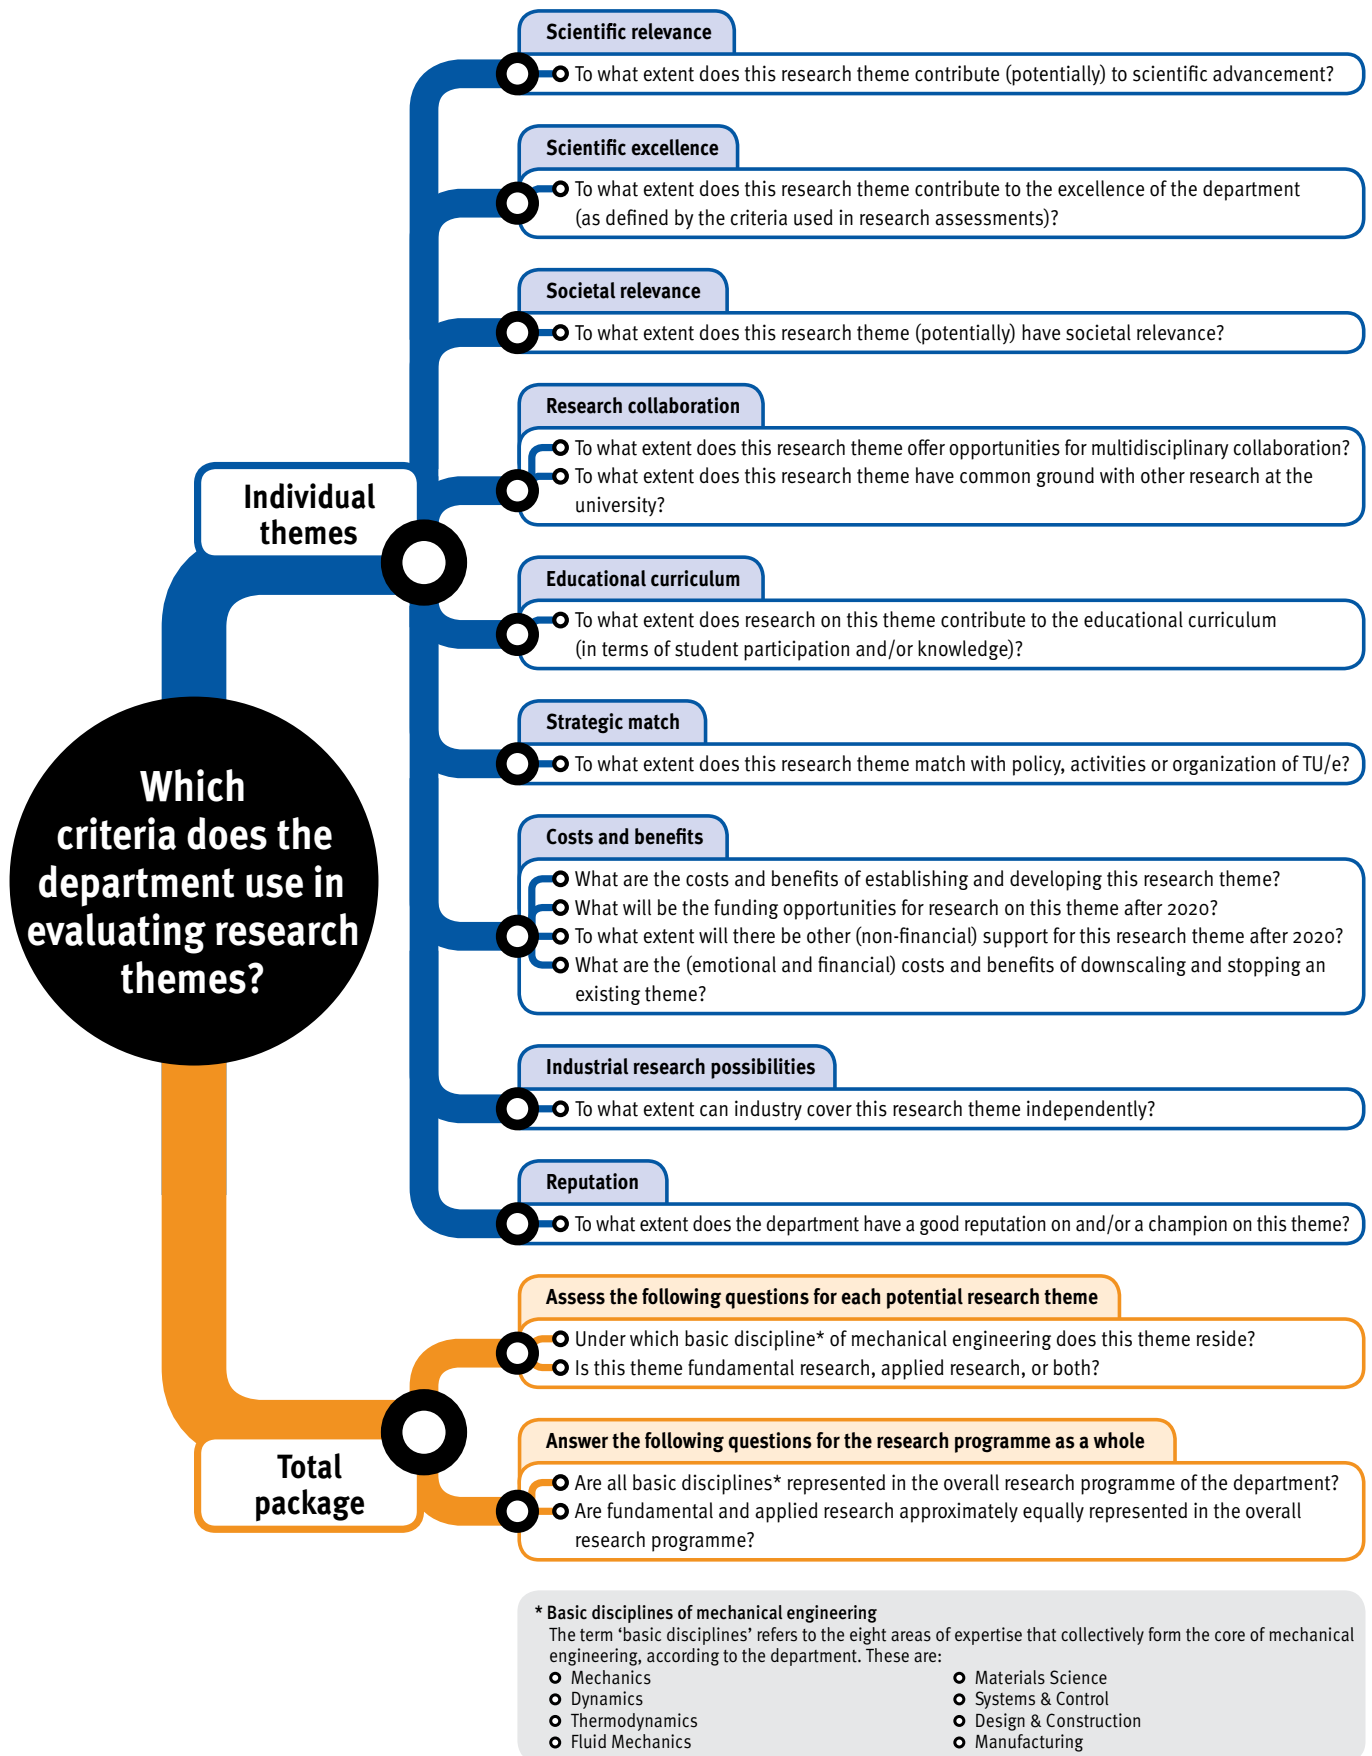 Scientific relevance
To what extent does this research theme contribute (potentially) to scientific advancement?
Scientific excellence
To what extent does this research theme contribute to the excellence of the department
(as defined by the criteria used in research assessments)?
Societal relevance
To what extent does this research theme (potentially) have societal relevance?
Research collaboration
To what extent does this research theme offer opportunities for multidisciplinary collaboration?
To what extent does this research theme have common ground with other research at the
university?
Individual
themes
Educational curriculum
To what extent does research on this theme contribute to the educational curriculum
(in terms of student participation and/or knowledge)?
Strategic match
To what extent does this research theme match with policy, activities or organization of TU/e?
Which
criteria does the
department use in
evaluating research
themes?
Costs and benefits
What are the costs and benefits of establishing and developing this research theme?
What will be the funding opportunities for research on this theme after 2020?
To what extent will there be other (non-financial) support for this research theme after 2020?
What are the (emotional and financial) costs and benefits of downscaling and stopping an
existing theme?
Industrial research possibilities
To what extent can industry cover this research theme independently?
Reputation
To what extent does the department have a good reputation on and/or a champion on this theme?
Assess the following questions for each potential research theme
Under which basic discipline* of mechanical engineering does this theme reside?
Is this theme fundamental research, applied research, or both?
Total
package
Answer the following questions for the research programme as a whole
Are all basic disciplines* represented in the overall research programme of the department?
Are fundamental and applied research approximately equally represented in the overall
research programme?
* Basic disciplines of mechanical engineering
The term ‘basic disciplines’ refers to the eight areas of expertise that collectively form the core of mechanical
engineering, according to the department. These are:
Mechanics
Dynamics
Thermodynamics
Fluid Mechanics
Materials Science
Systems & Control
Design & Construction
Manufacturing